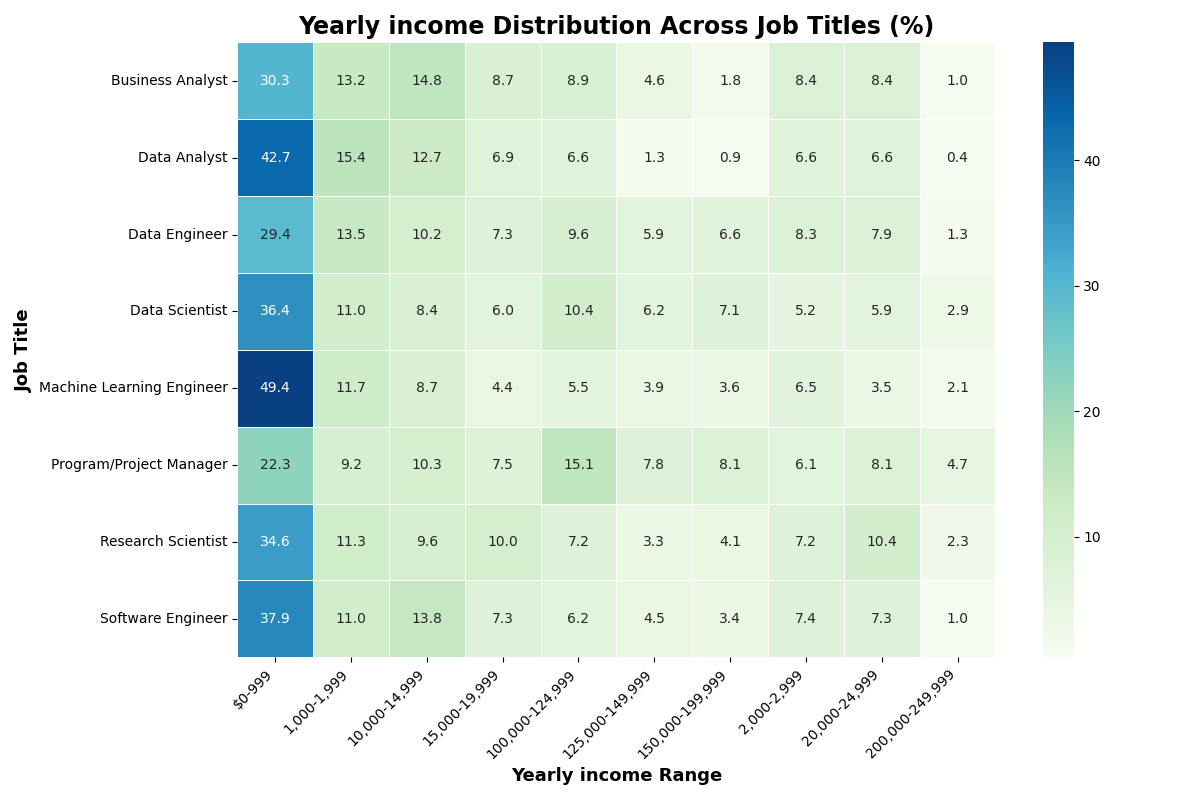 Yearly income Distribution Across Job Titles (%)
Business Analyst 30.3 13.2 14.8 8.7 8.9 4.6 1.8 8.4 8.4 1.0
Data Analyst 42.7 15.4 12.7 6.9 6.6 1.3 0.9 6.6 6.6 0.4
40
Data Engineer 29.4 13.5 10.2 7.3 9.6 5.9 6.6 8.3 7.9 1.3
30
Data Scientist 36.4 11.0 8.4 6.0 10.4 6.2 7.1 5.2 5.9 2.9
Job Title
Machine Learning Engineer 49.4 11.7 8.7 4.4 5.5 3.9 3.6 6.5 3.5 2.1
20
Program/Project Manager 22.3 9.2 10.3 7.5 15.1 7.8 8.1 6.1 8.1 4.7
10
Research Scientist 34.6 11.3 9.6 10.0 7.2 3.3 4.1 7.2 10.4 2.3
Software Engineer 37.9 11.0 13.8 7.3 6.2 4.5 3.4 7.4 7.3 1.0
$0-999 1,000-1,999 10,000-14,999 15,000-19,999 100,000-124,999 125,000-149,999 150,000-199,999 2,000-2,999 20,000-24,999 200,000-249,999
Yearly income Range